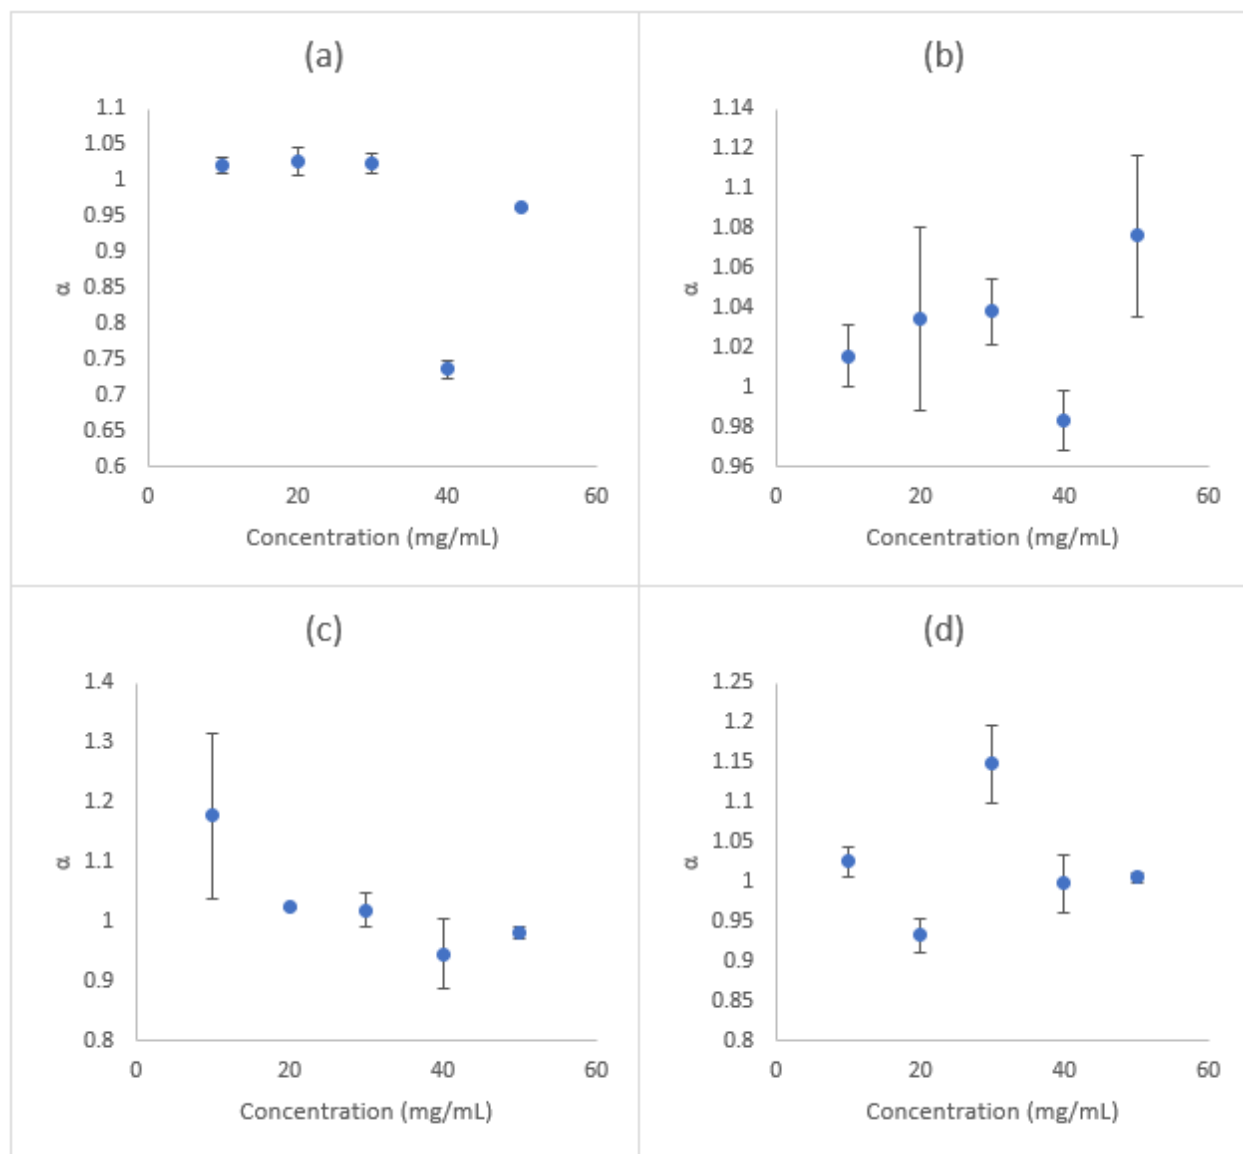 (a)
1.1
1.05
1
0.95
0.9
0.85
0.8
0.75
0.7
0.65
0.6
α
0 20 40 60
Concentration (mg/mL)
(b)
1.14
1.12
1.1
1.08
1.06
1.04
1.02
1
0.98
0.96
α
0 20 40 60
Concentration (mg/mL)
(c)
1.4
1.3
1.2
1.1
1
0.9
0.8
α
0 20 40 60
Concentration (mg/mL)
(d)
1.25
1.2
1.15
1.1
1.05
1
0.95
0.9
0.85
0.8
α
0 20 40 60
Concentration (mg/mL)